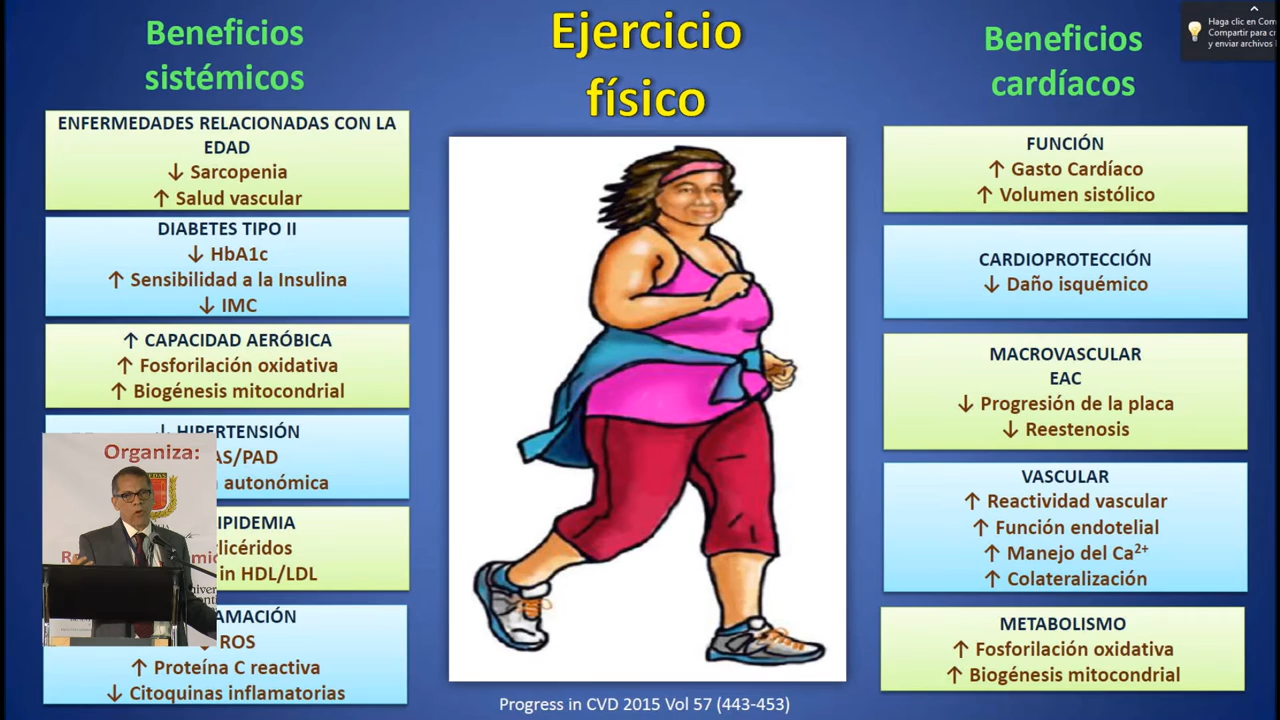 Beneficios
sistémicos
ENFERMEDADES RELACIONADAS CON LA
EDAD
↓ Sarcopenia
↑ Salud vascular
DIABETES TIPO II
↓ HbA1c
↑ Sensibilidad a la Insulina
↓ IMC
↑ CAPACIDAD AERÓBICA
↑ Fosforilación oxidativa
↑ Biogénesis mitocondrial
↓ HIPERTENSIÓN
AS/PAD
autonómica
IPIDEMIA
licéridos
in HDL/LDL
AMACIÓN
ROS
↑ Proteína C reactiva
↓ Citoquinas inflamatorias
Organiza:
Ejercicio
físico
Progress in CVD 2015 Vol 57 (443-453)
Beneficios
cardíacos
FUNCIÓN
↑ Gasto Cardíaco
↑ Volumen sistólico
CARDIOPROTECCIÓN
↓ Daño isquémico
MACROVASCULAR
EAC
↓ Progresión de la placa
↓ Reestenosis
VASCULAR
↑ Reactividad vascular
↑ Función endotelial
↑ Manejo del Ca²⁺
↑ Colateralización
METABOLISMO
↑ Fosforilación oxidativa
↑ Biogénesis mitocondrial
Haga clic en Com
Compartir para c
y enviar archivos